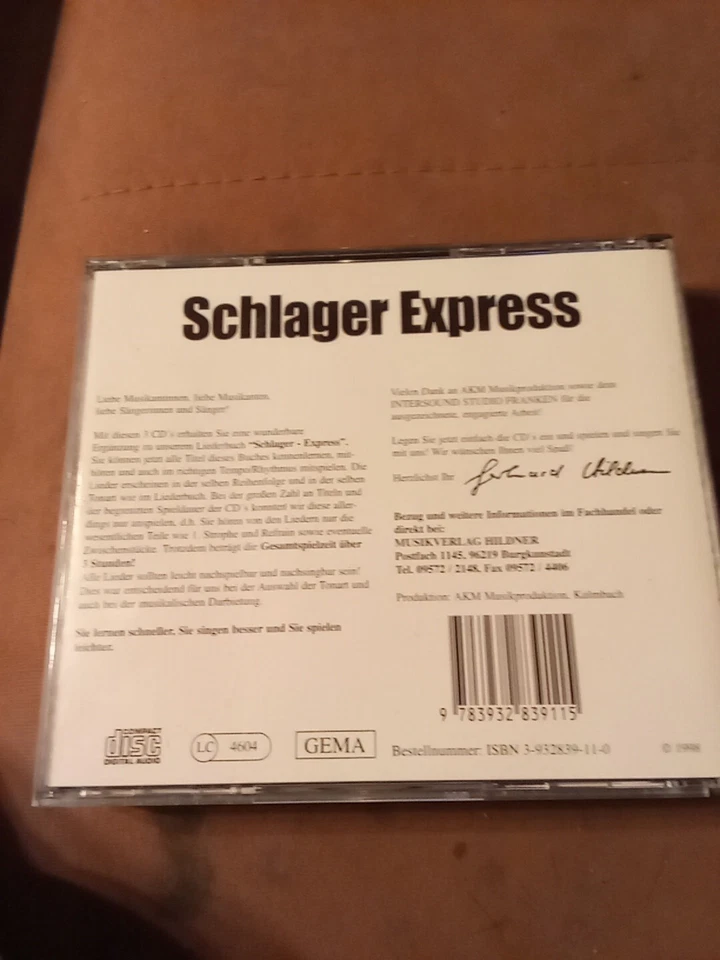 Schlager Express
Liebe Musikantinnen, liebe Musikanten,
liebe Sängerinnen und Sänger!
Mit diesen 3 CD's erhalten Sie eine wunderbare
Ergänzung zu unserem Liederbuch "Schlager - Express".
Sie können jetzt alle Titel dieses Buches kennenlernen, mit-
hören und auch im richtigen Tempo/Rhythmus mitspielen. Die
Lieder erscheinen in der selben Reihenfolge und in der selben
Tonart wie im Liederbuch. Bei der großen Zahl an Titeln und
der begrenzten Spieldauer der CD's konnten wir diese aller-
dings nur anspielen, d.h. Sie hören von den Liedern nur die
wesentlichen Teile wie 1. Strophe und Refrain sowie eventuelle
Zwischenstücke. Trotzdem beträgt die Gesamtspielzeit über
3 Stunden!
Alle Lieder sollten leicht nachspielbar und nachsingbar sein!
Dies war entscheidend für uns bei der Auswahl der Tonart und
auch bei der musikalischen Darbietung.
Sie lernen schneller, Sie singen besser und Sie spielen
leichter.
Vielen Dank an AKM Musikproduktion sowie dem
INTERSOUND STUDIO FRANKEN für die
ausgezeichnete, engagierte Arbeit!
Legen Sie jetzt einfach die CD's ein und spielen und singen Sie
mit uns! Wir wünschen Ihnen viel Spaß!
Herzlichst Ihr Gerhard Hildner
Bezug und weitere Informationen im Fachhandel oder
direkt bei:
MUSIKVERLAG HILDNER
Postfach 1145, 96219 Burgkunstadt
Tel. 09572 / 2148, Fax 09572 / 4406
Produktion: AKM Musikproduktion, Kulmbach
9 783932 839115
COMPACT
disc
DIGITAL AUDIO
LC 4604
GEMA
Bestellnummer: ISBN 3-932839-11-0
© 1998